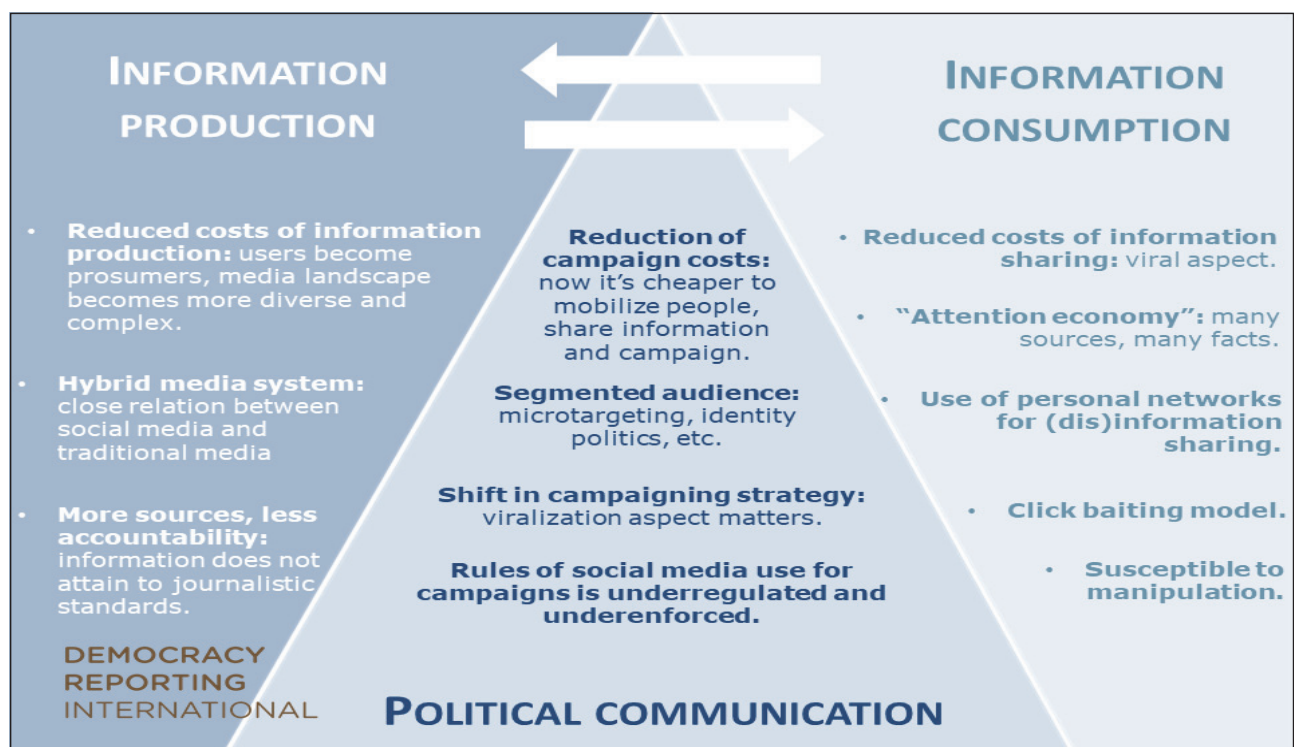 INFORMATION
PRODUCTION
• Reduced costs of information
production: users become
prosumers, media landscape
becomes more diverse and
complex.
• Hybrid media system:
close relation between
social media and
traditional media
• More sources, less
accountability:
information does not
attain to journalistic
standards.
DEMOCRACY
REPORTING
INTERNATIONAL
Reduction of
campaign costs:
now it’s cheaper to
mobilize people,
share information
and campaign.
Segmented audience:
microtargeting, identity
politics, etc.
Shift in campaigning strategy:
viralization aspect matters.
Rules of social media use for
campaigns is underregulated and
underenforced.
POLITICAL COMMUNICATION
INFORMATION
CONSUMPTION
• Reduced costs of information
sharing: viral aspect.
• “Attention economy”: many
sources, many facts.
• Use of personal networks
for (dis)information
sharing.
• Click baiting model.
• Susceptible to
manipulation.